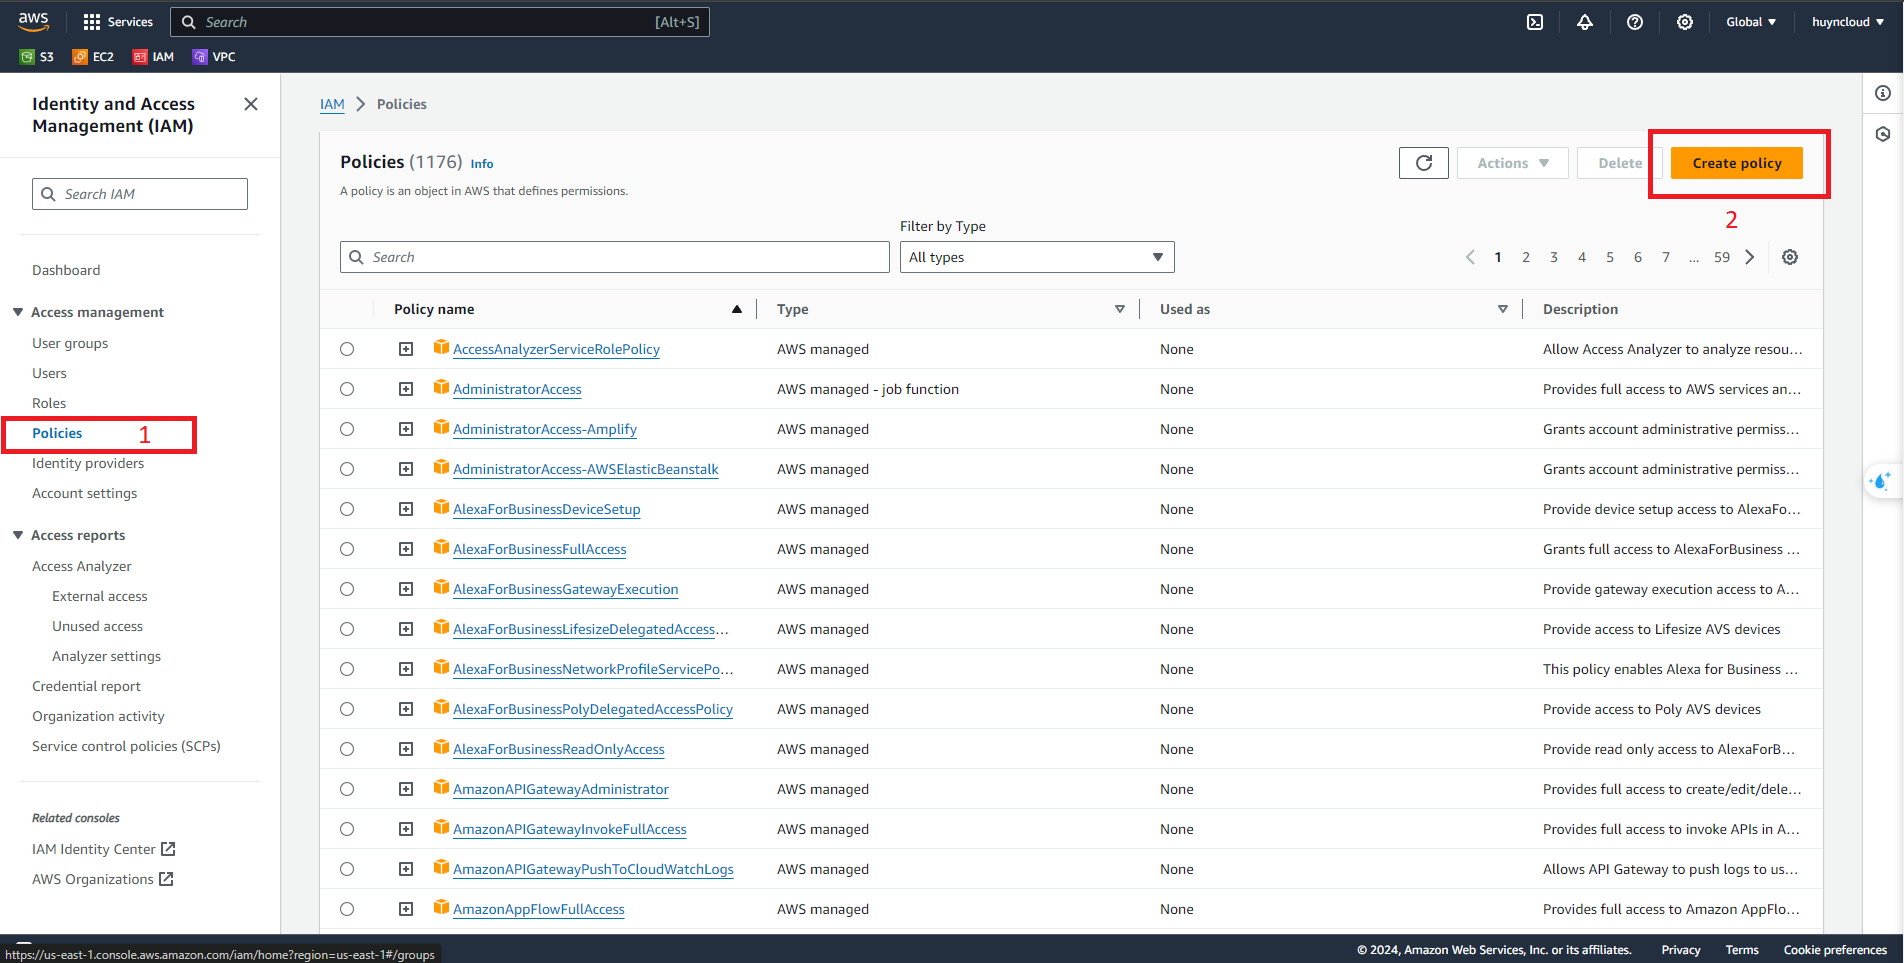 aws
Services
Search
[Alt+S]
Global
huyncloud
S3
EC2
IAM
VPC
Identity and Access
Management (IAM)
Search IAM
Dashboard
Access management
User groups
Users
Roles
Policies
1
Identity providers
Account settings
Access reports
Access Analyzer
External access
Unused access
Analyzer settings
Credential report
Organization activity
Service control policies (SCPs)
Related consoles
IAM Identity Center
AWS Organizations
IAM > Policies
Policies (1176) Info
A policy is an object in AWS that defines permissions.
Actions
Delete
Create policy
2
Filter by Type
Search
All types
1 2 3 4 5 6 7 ... 59
Policy name Type Used as Description
AccessAnalyzerServiceRolePolicy AWS managed None Allow Access Analyzer to analyze resou...
AdministratorAccess AWS managed - job function None Provides full access to AWS services an...
AdministratorAccess-Amplify AWS managed None Grants account administrative permiss...
AdministratorAccess-AWSElasticBeanstalk AWS managed None Grants account administrative permiss...
AlexaForBusinessDeviceSetup AWS managed None Provide device setup access to AlexaFo...
AlexaForBusinessFullAccess AWS managed None Grants full access to AlexaForBusiness ...
AlexaForBusinessGatewayExecution AWS managed None Provide gateway execution access to A...
AlexaForBusinessLifesizeDelegatedAccess... AWS managed None Provide access to Lifesize AVS devices
AlexaForBusinessNetworkProfileServicePo... AWS managed None This policy enables Alexa for Business ...
AlexaForBusinessPolyDelegatedAccessPolicy AWS managed None Provide access to Poly AVS devices
AlexaForBusinessReadOnlyAccess AWS managed None Provide read only access to AlexaForB...
AmazonAPIGatewayAdministrator AWS managed None Provides full access to create/edit/dele...
AmazonAPIGatewayInvokeFullAccess AWS managed None Provides full access to invoke APIs in A...
AmazonAPIGatewayPushToCloudWatchLogs AWS managed None Allows API Gateway to push logs to us...
AmazonAppFlowFullAccess AWS managed None Provides full access to Amazon AppFlo...
https://us-east-1.console.aws.amazon.com/iam/home?region=us-east-1#/groups
© 2024, Amazon Web Services, Inc. or its affiliates. Privacy Terms Cookie preferences